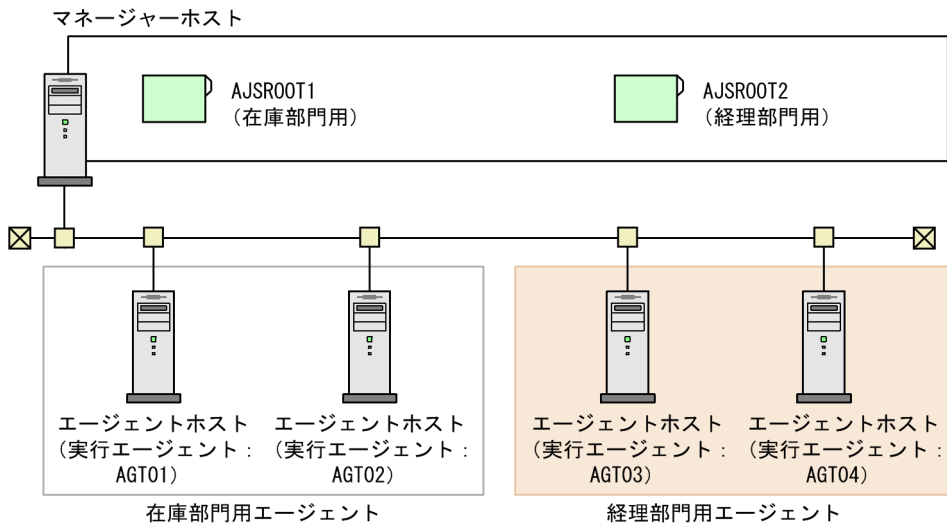 マネージャーホスト
AJSROOT1
（在庫部門用）
AJSROOT2
（経理部門用）
エージェントホスト
（実行エージェント：
AGT01）
エージェントホスト
（実行エージェント：
AGT02）
エージェントホスト
（実行エージェント：
AGT03）
エージェントホスト
（実行エージェント：
AGT04）
在庫部門用エージェント
経理部門用エージェント